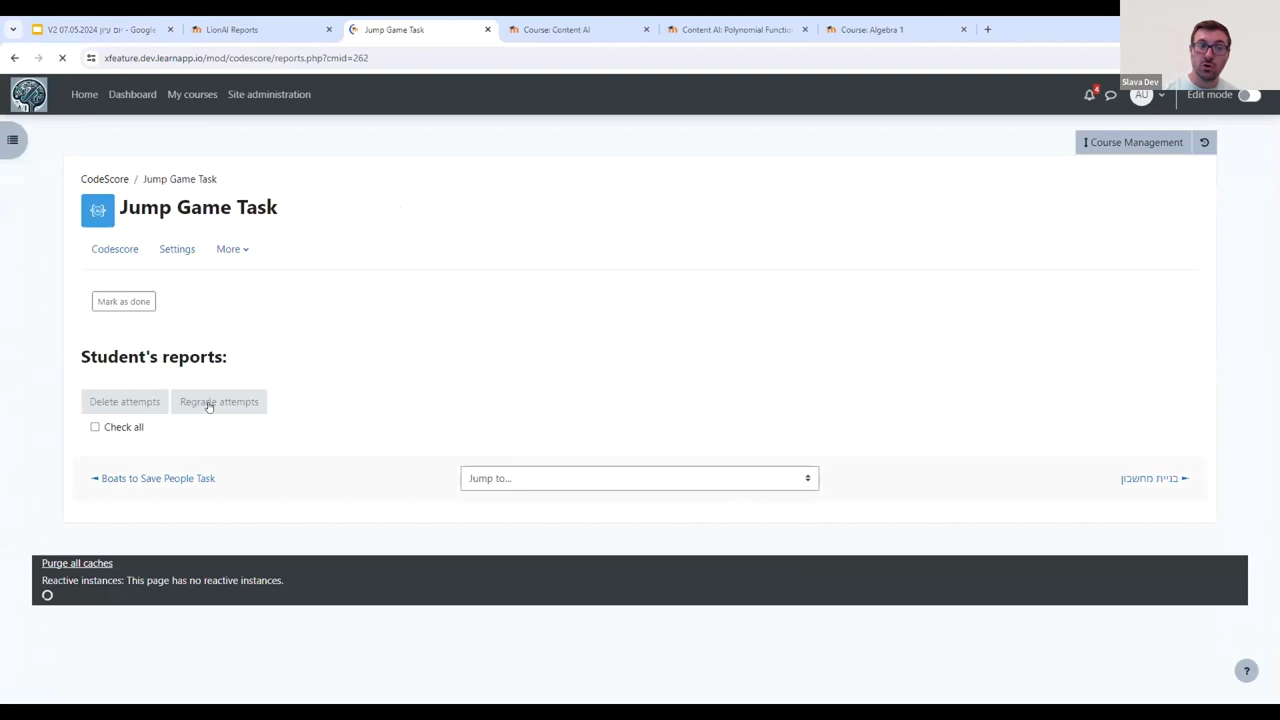 V2 07.05.2024 יום עיון - Google
LionAI Reports
Jump Game Task
Course: Content AI
Content AI: Polynomial Functio
Course: Algebra 1
xfeature.dev.learnapp.io/mod/codescore/reports.php?cmid=262
Slava Dev
Home
Dashboard
My courses
Site administration
4
AU
Edit mode
Course Management
CodeScore / Jump Game Task
Jump Game Task
Codescore
Settings
More
Mark as done
Student's reports:
Delete attempts
Regrade attempts
Check all
◄ Boats to Save People Task
Jump to...
בניית מחשבון ►
Purge all caches
Reactive instances: This page has no reactive instances.
?